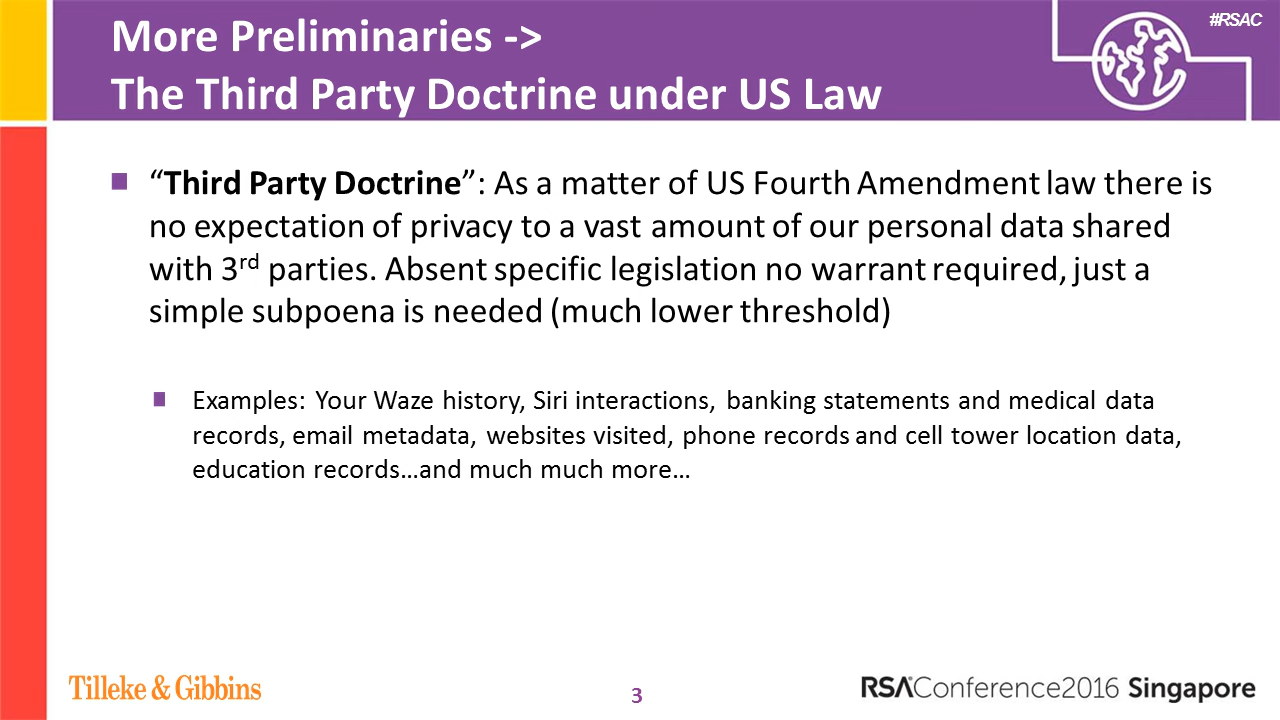 #RSAC
More Preliminaries ->
The Third Party Doctrine under US Law
“Third Party Doctrine”: As a matter of US Fourth Amendment law there is
no expectation of privacy to a vast amount of our personal data shared
with 3rd parties. Absent specific legislation no warrant required, just a
simple subpoena is needed (much lower threshold)
Examples: Your Waze history, Siri interactions, banking statements and medical data
records, email metadata, websites visited, phone records and cell tower location data,
education records…and much much more…
Tilleke & Gibbins
3
RSAConference2016 Singapore